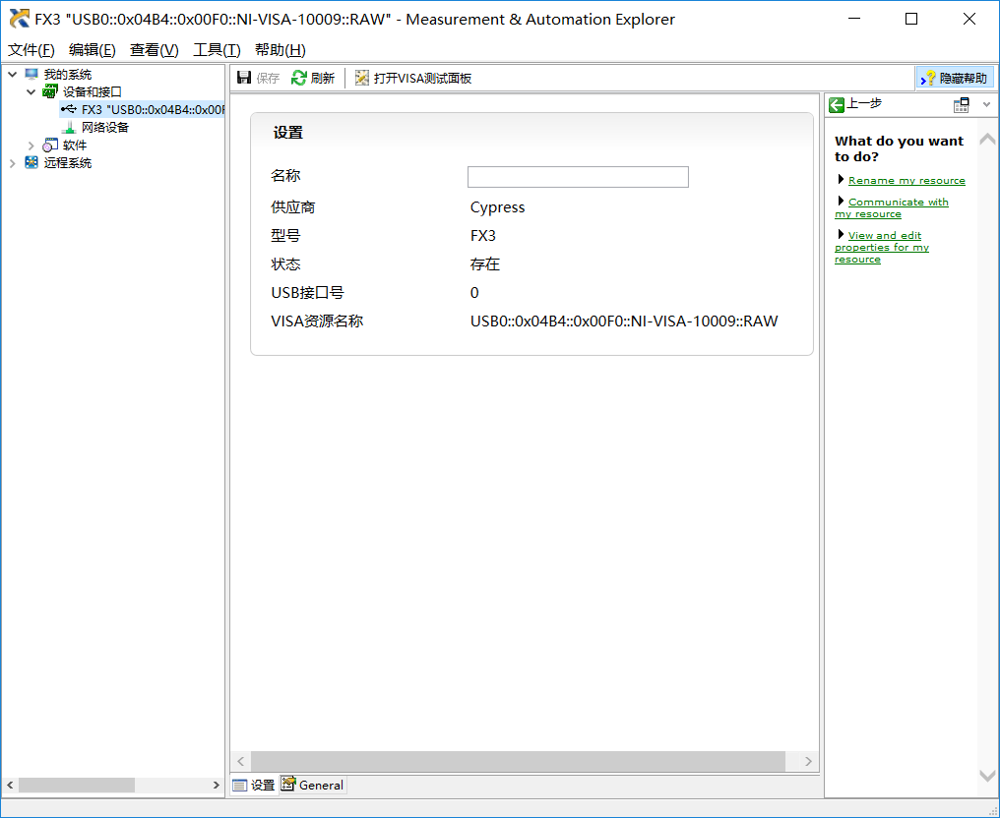 FX3 "USB0::0x04B4::0x00F0::NI-VISA-10009::RAW" - Measurement & Automation Explorer
文件(F) 编辑(E) 查看(V) 工具(T) 帮助(H)
我的系统
设备和接口
FX3 "USB0::0x04B4::0x00F
网络设备
软件
远程系统
保存 刷新 打开VISA测试面板 隐藏帮助
设置
名称
供应商 Cypress
型号 FX3
状态 存在
USB接口号 0
VISA资源名称 USB0::0x04B4::0x00F0::NI-VISA-10009::RAW
设置 General
上一步
What do you want
to do?
Rename my resource
Communicate with
my resource
View and edit
properties for my
resource